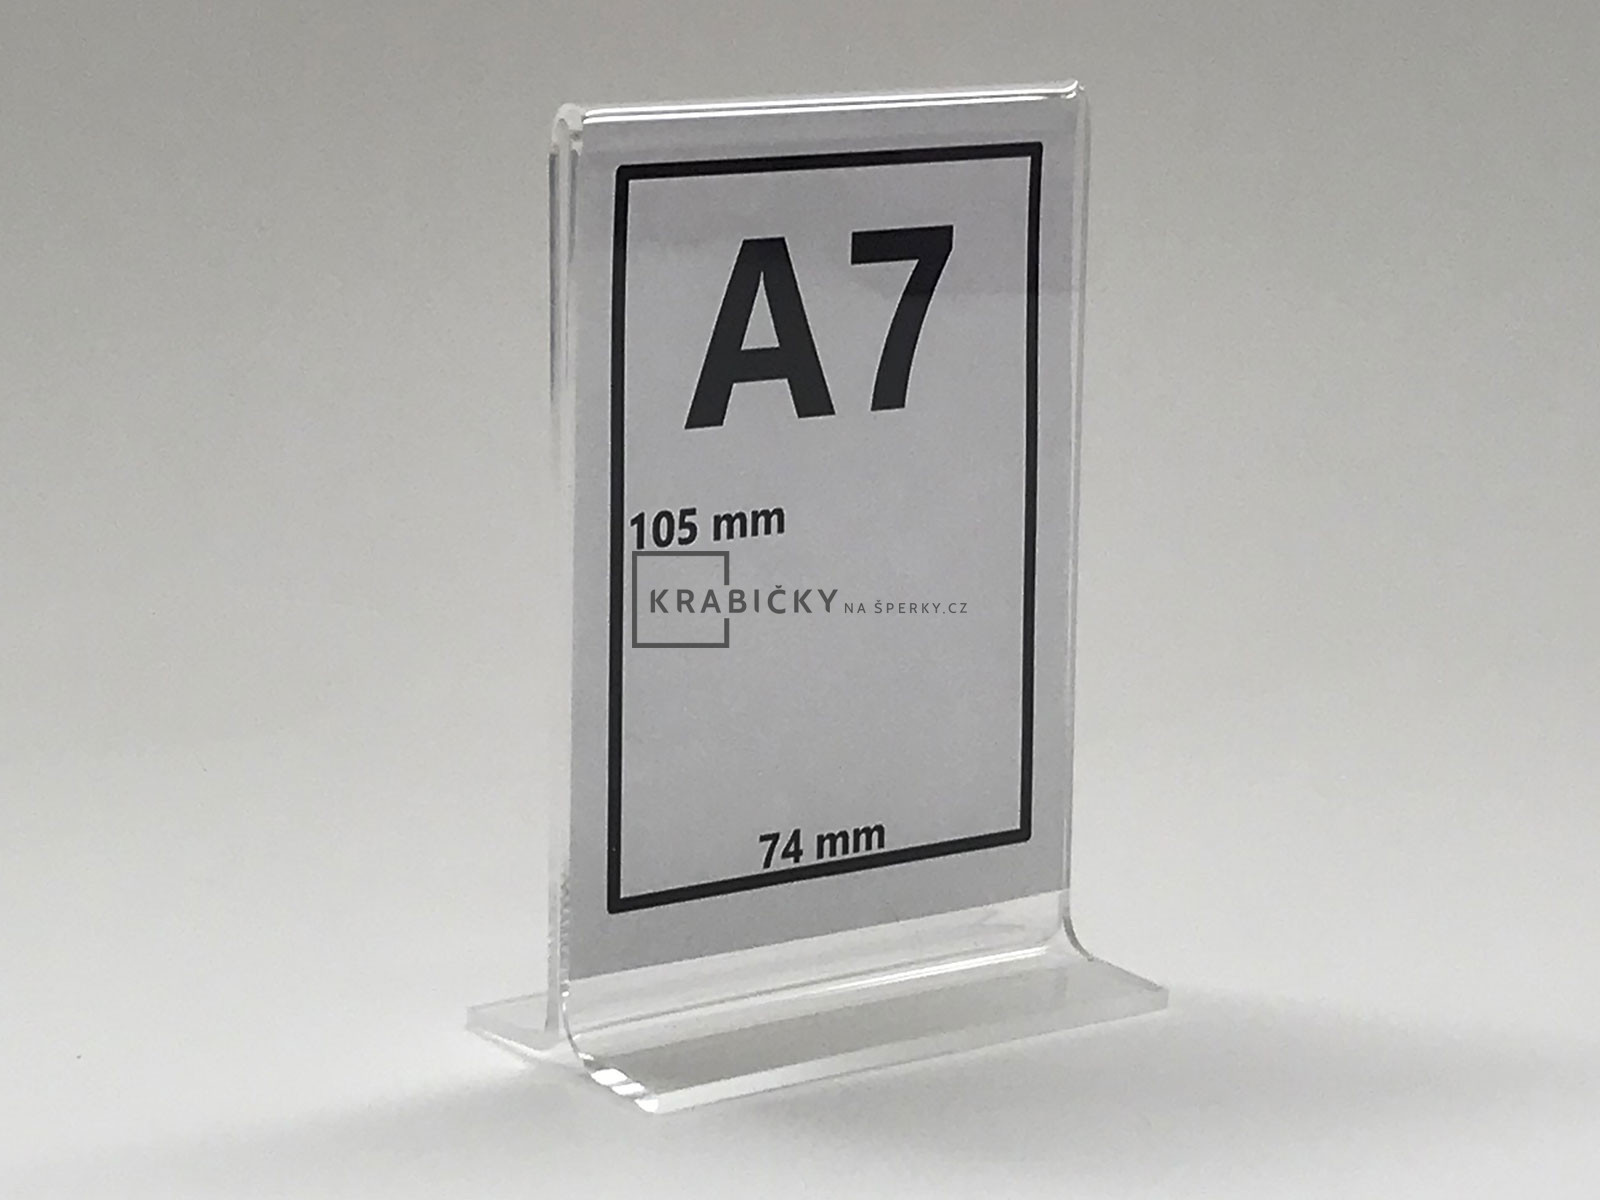 A7
105 mm
KRABIČKY NA ŠPERKY.CZ
74 mm